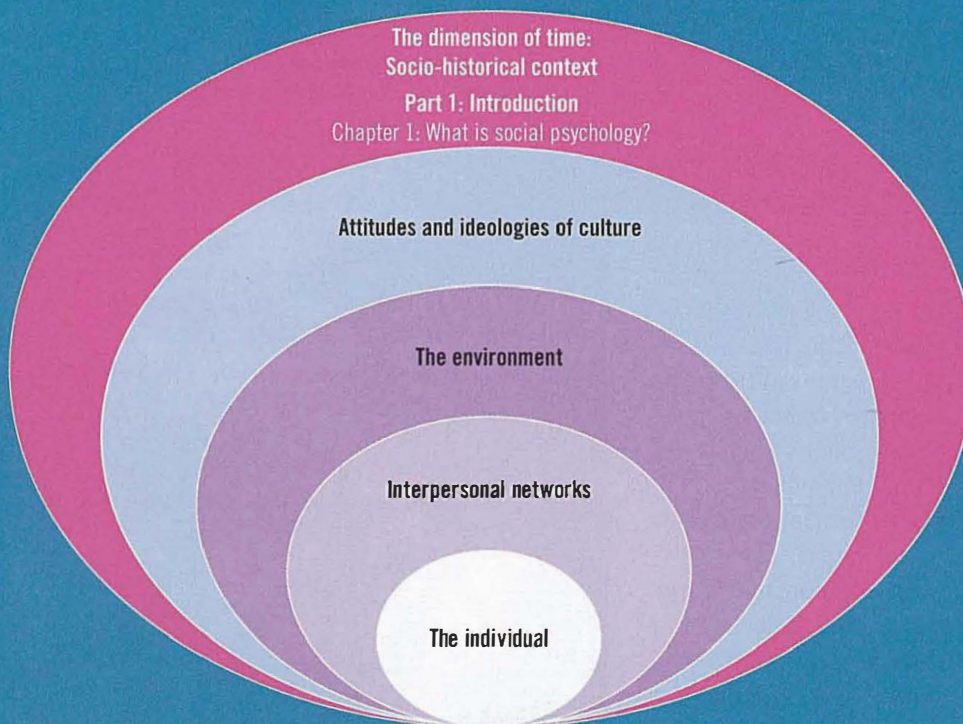 The dimension of time:
Socio-historical context
Part 1: Introduction
Chapter 1: What is social psychology?
Attitudes and ideologies of culture
The environment
Interpersonal networks
The individual